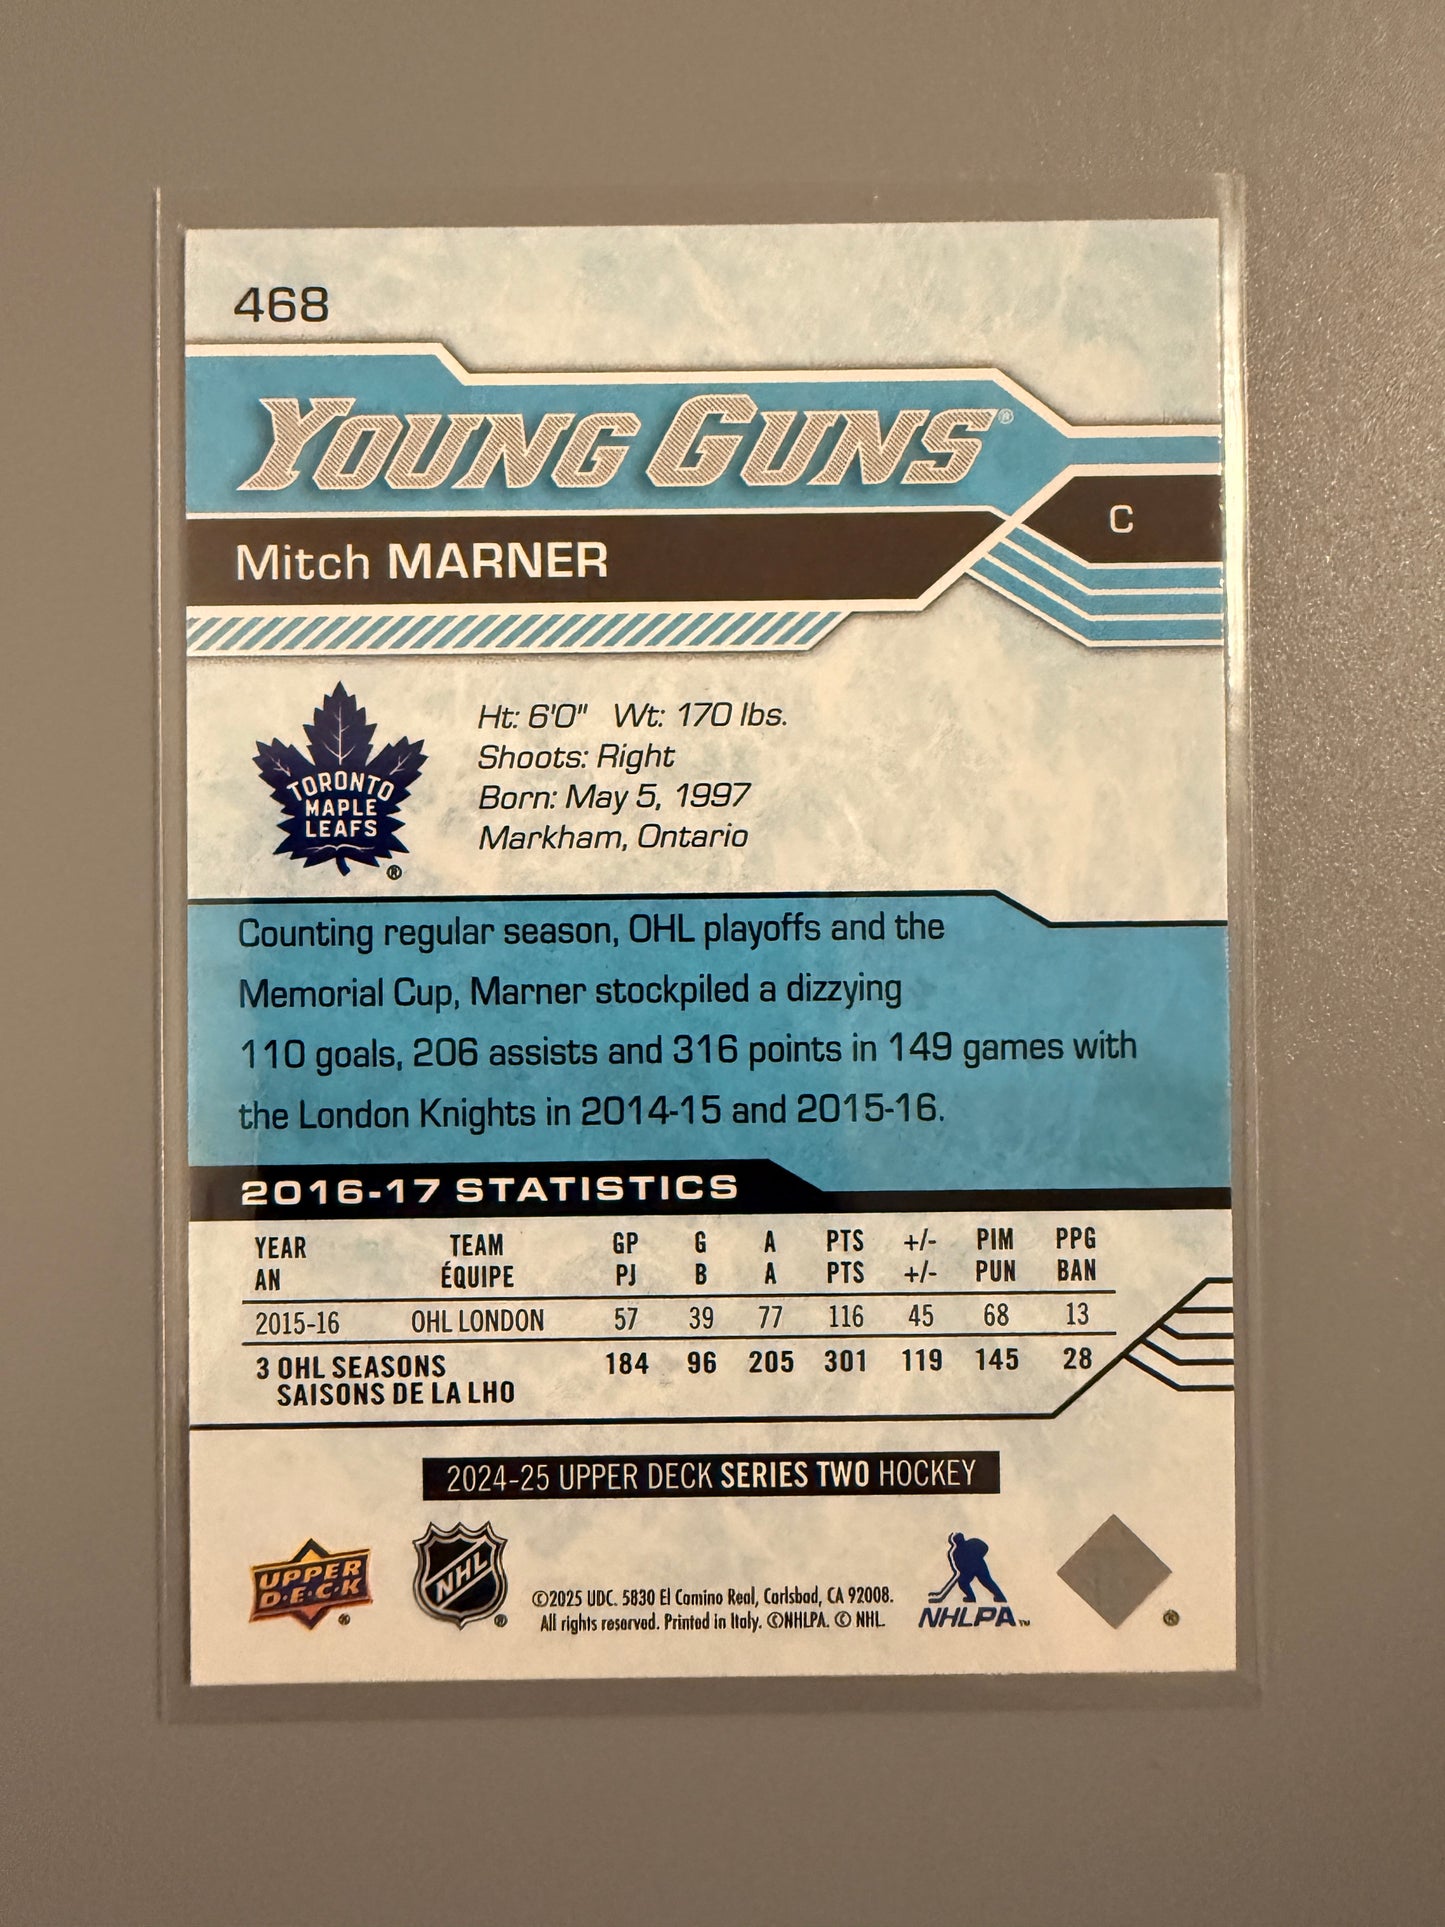 468
YOUNG GUNS®
C
Mitch MARNER
TORONTO
MAPLE
LEAFS
®
Ht: 6'0" Wt: 170 lbs.
Shoots: Right
Born: May 5, 1997
Markham, Ontario
Counting regular season, OHL playoffs and the
Memorial Cup, Marner stockpiled a dizzying
110 goals, 206 assists and 316 points in 149 games with
the London Knights in 2014-15 and 2015-16.
2016-17 STATISTICS
YEAR TEAM GP G A PTS +/- PIM PPG
AN ÉQUIPE PJ B A PTS +/- PUN BAN
2015-16 OHL LONDON 57 39 77 116 45 68 13
3 OHL SEASONS 184 96 205 301 119 145 28
SAISONS DE LA LHO
2024-25 UPPER DECK SERIES TWO HOCKEY
UPPER
D•E•C•K
®
NHL
®
©2025 UDC. 5830 El Camino Real, Carlsbad, CA 92008.
All rights reserved. Printed in Italy. ©NHLPA. © NHL.
NHLPA™
®